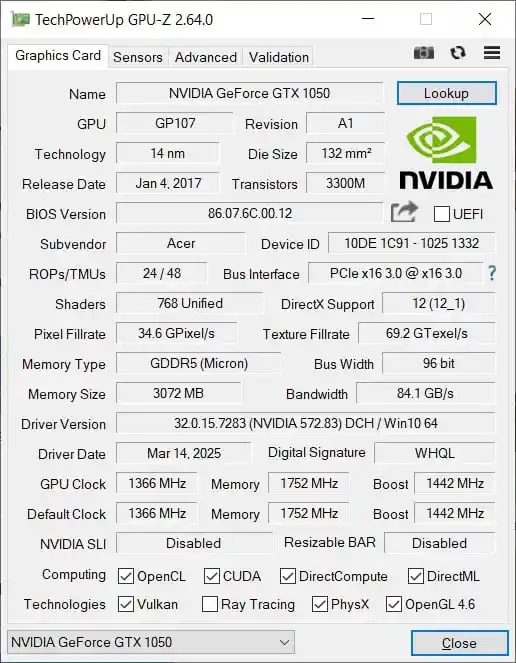 TechPowerUp GPU-Z 2.64.0
Graphics Card Sensors Advanced Validation
Name NVIDIA GeForce GTX 1050 Lookup
GPU GP107 Revision A1
Technology 14 nm Die Size 132 mm²
Release Date Jan 4, 2017 Transistors 3300M
NVIDIA
BIOS Version 86.07.6C.00.12 UEFI
Subvendor Acer Device ID 10DE 1C91 - 1025 1332
ROPs/TMUs 24 / 48 Bus Interface PCIe x16 3.0 @ x16 3.0 ?
Shaders 768 Unified DirectX Support 12 (12_1)
Pixel Fillrate 34.6 GPixel/s Texture Fillrate 69.2 GTexel/s
Memory Type GDDR5 (Micron) Bus Width 96 bit
Memory Size 3072 MB Bandwidth 84.1 GB/s
Driver Version 32.0.15.7283 (NVIDIA 572.83) DCH / Win10 64
Driver Date Mar 14, 2025 Digital Signature WHQL
GPU Clock 1366 MHz Memory 1752 MHz Boost 1442 MHz
Default Clock 1366 MHz Memory 1752 MHz Boost 1442 MHz
NVIDIA SLI Disabled Resizable BAR Disabled
Computing OpenCL CUDA DirectCompute DirectML
Technologies Vulkan Ray Tracing PhysX OpenGL 4.6
NVIDIA GeForce GTX 1050 Close